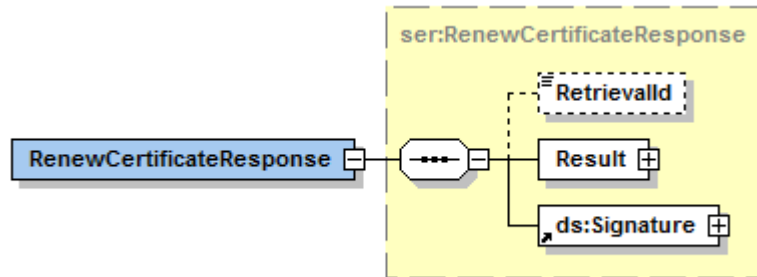 ser:RenewCertificateResponse
RetrievalId
RenewCertificateResponse
Result
ds:Signature